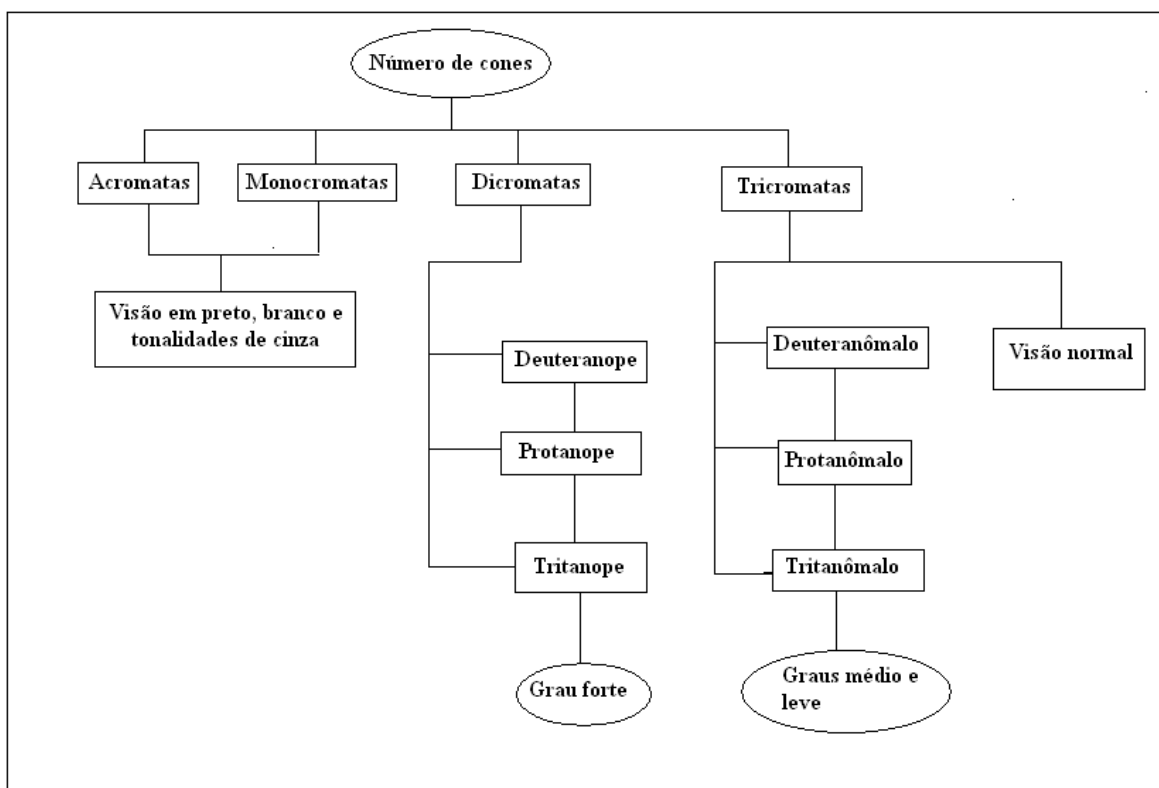 Número de cones
Acromatas
Monocromatas
Dicromatas
Tricromatas
Visão em preto, branco e
tonalidades de cinza
Deuteranope
Protanope
Tritanope
Grau forte
Deuteranômalo
Protanômalo
Tritanômalo
Graus médio e
leve
Visão normal